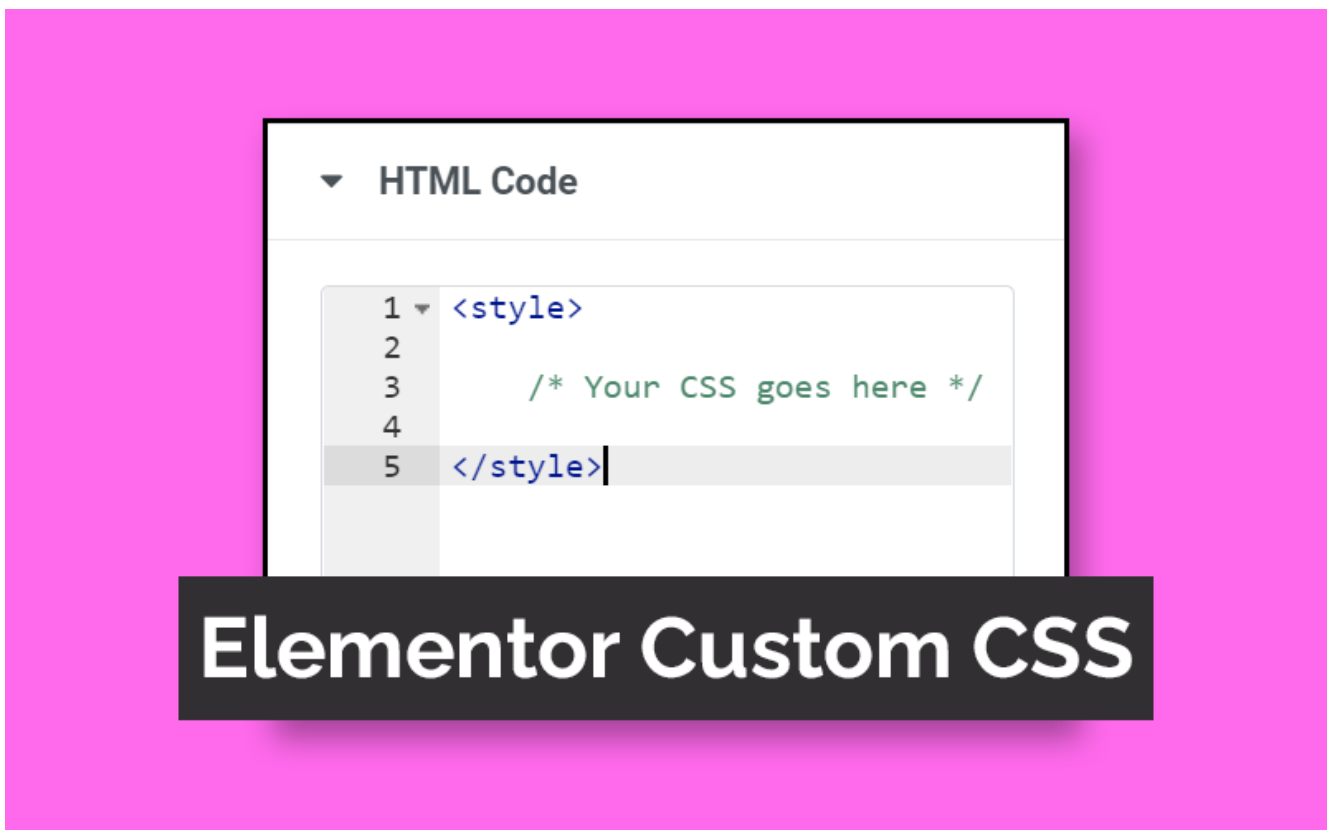 HTML Code
1 <style>
2
3 /* Your CSS goes here */
4
5 </style>
Elementor Custom CSS